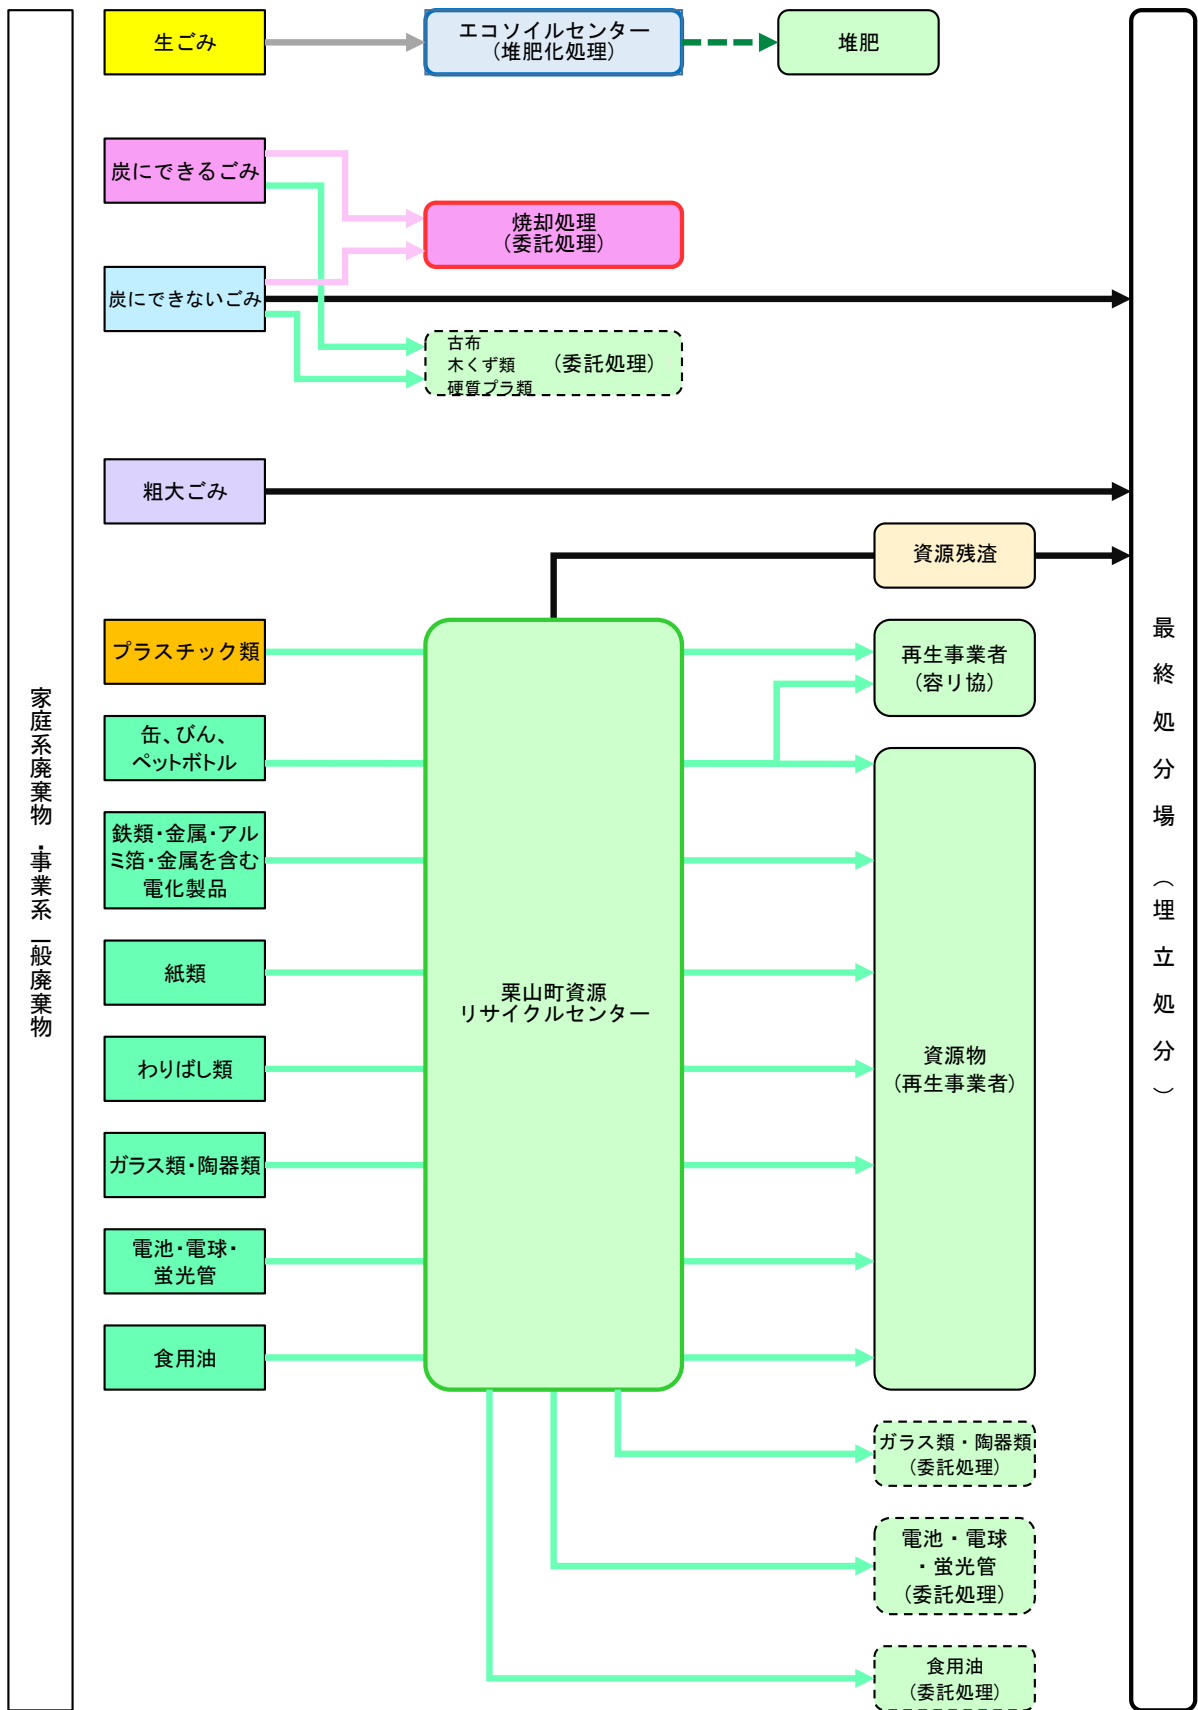 家庭系廃棄物・事業系一般廃棄物
生ごみ
エコソイルセンター
(堆肥化処理)
堆肥
炭にできるごみ
焼却処理
(委託処理)
炭にできないごみ
古布
木くず類
硬質プラ類
(委託処理)
粗大ごみ
資源残渣
プラスチック類
再生事業者
(容リ協)
缶、びん、
ペットボトル
鉄類・金属・アル
ミ箔・金属を含む
電化製品
紙類
栗山町資源
リサイクルセンター
わりばし類
資源物
(再生事業者)
ガラス類・陶器類
電池・電球・
蛍光管
食用油
ガラス類・陶器類
(委託処理)
電池・電球
・蛍光管
(委託処理)
食用油
(委託処理)
最終処分場(埋立処分)